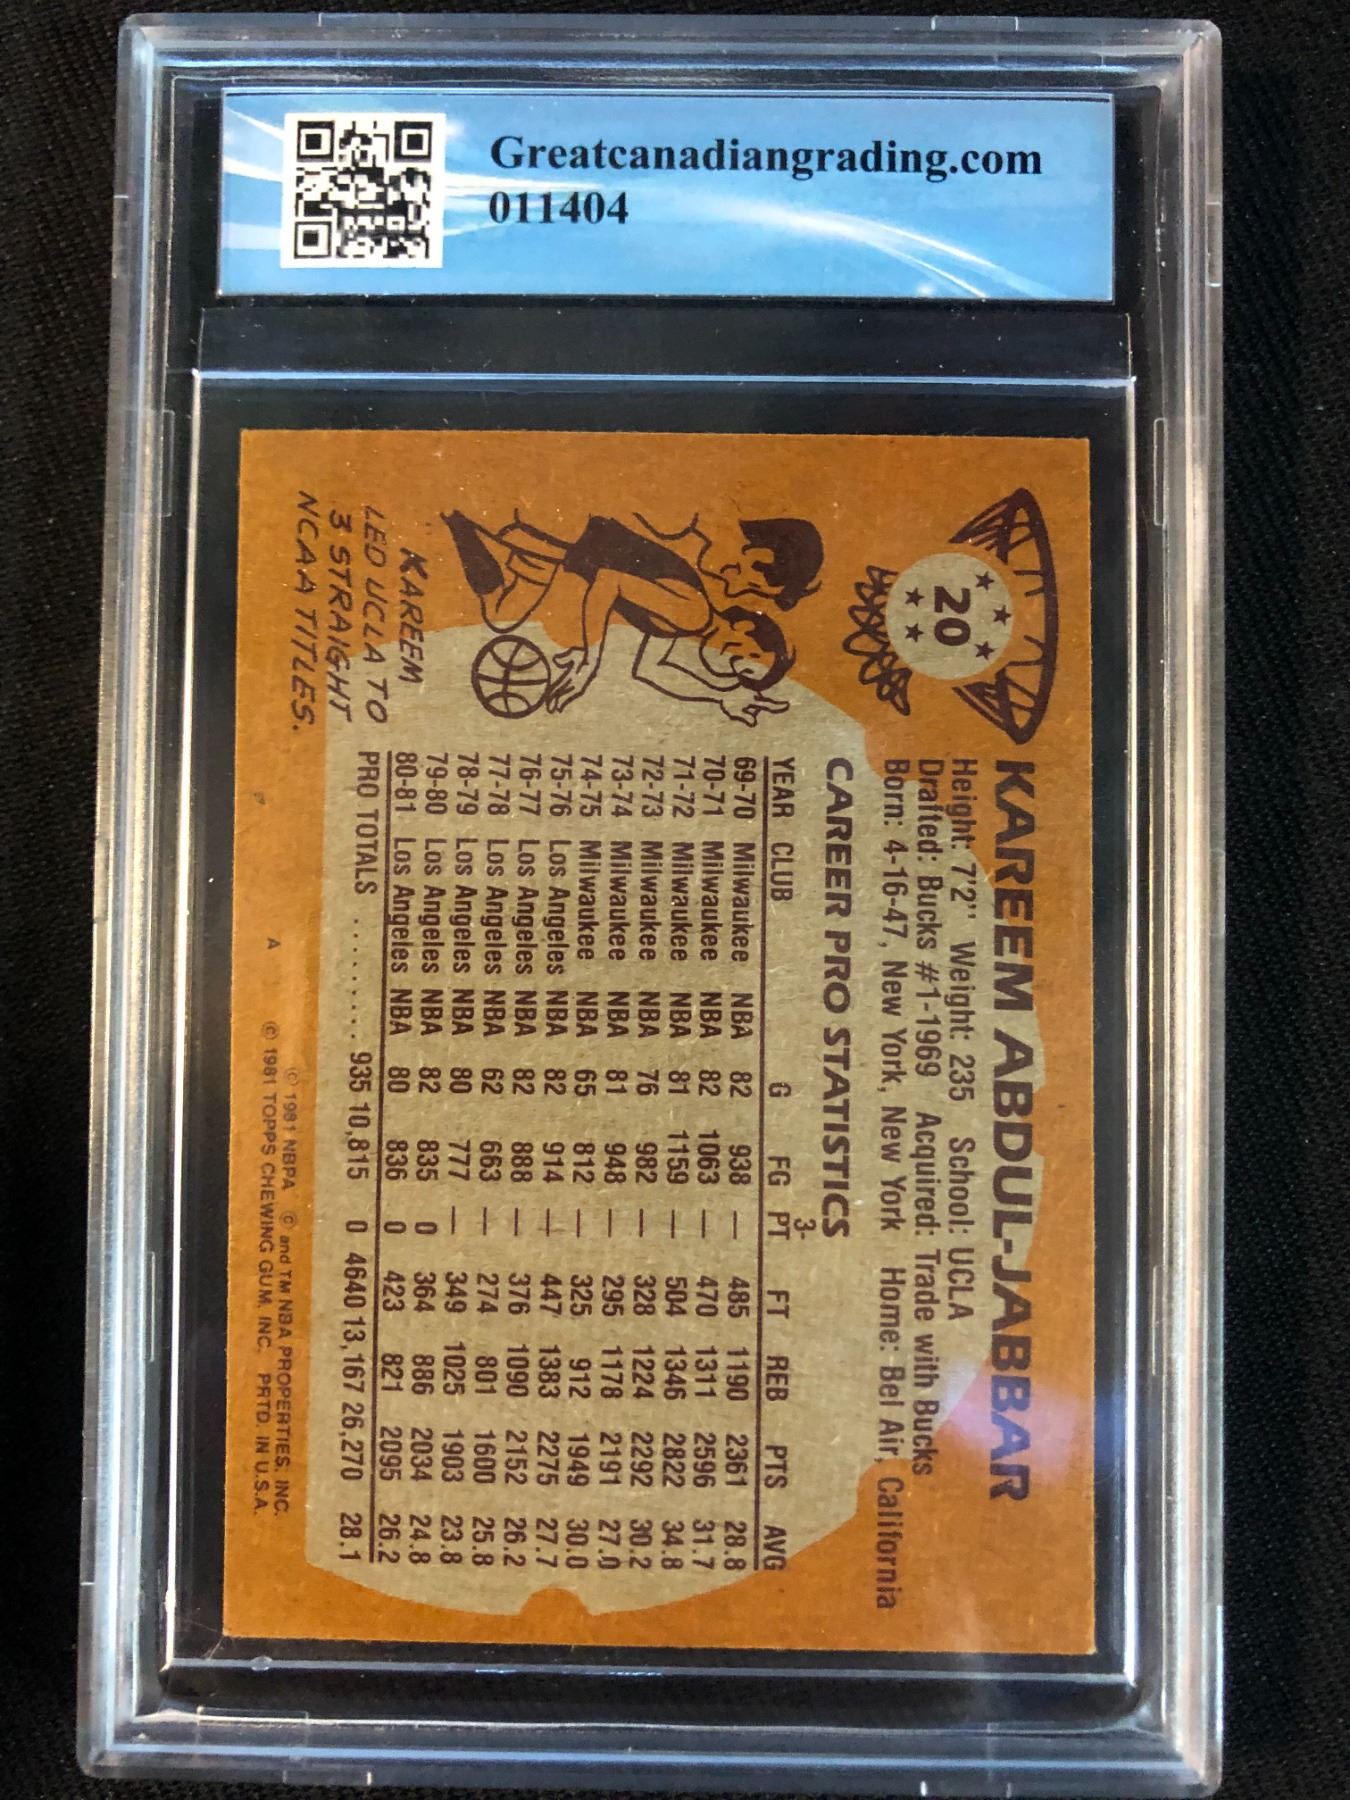 Greatcanadiangrading.com
011404
20
KAREEM ABDUL-JABBAR
Height: 7'2" Weight: 235 School: UCLA
Drafted: Bucks #1-1969 Acquired: Trade with Bucks
Born: 4-16-47, New York, New York Home: Bel Air, California
CAREER PRO STATISTICS
YEAR CLUB G FG 3-PT FT REB PTS AVG
69-70 Milwaukee NBA 82 938 — 485 1190 2361 28.8
70-71 Milwaukee NBA 82 1063 — 470 1311 2596 31.7
71-72 Milwaukee NBA 81 1159 — 504 1346 2822 34.8
72-73 Milwaukee NBA 76 982 — 328 1224 2292 30.2
73-74 Milwaukee NBA 81 948 — 295 1178 2191 27.0
74-75 Milwaukee NBA 65 812 — 325 912 1949 30.0
75-76 Los Angeles NBA 82 914 — 447 1383 2275 27.7
76-77 Los Angeles NBA 82 888 — 376 1090 2152 26.2
77-78 Los Angeles NBA 62 663 — 274 801 1600 25.8
78-79 Los Angeles NBA 80 777 — 349 1025 1903 23.8
79-80 Los Angeles NBA 82 835 0 364 886 2034 24.8
80-81 Los Angeles NBA 80 836 0 423 821 2095 26.2
PRO TOTALS .......... 935 10,815 0 4640 13,167 26,270 28.1
KAREEM
LED UCLA TO
3 STRAIGHT
NCAA TITLES.
© 1981 NBPA © and TM NBA PROPERTIES, INC.
A © 1981 TOPPS CHEWING GUM, INC. PRTD. IN U.S.A.